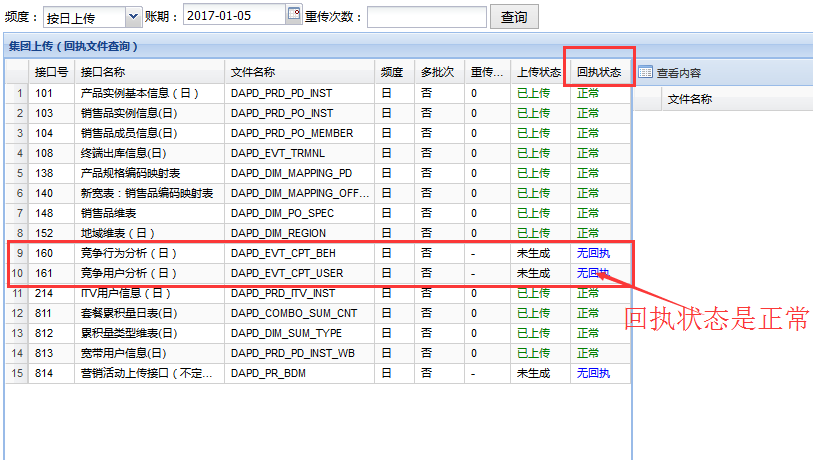 频度： 按日上传 账期： 2017-01-05 重传次数： 查询
集团上传（回执文件查询）
接口号 接口名称 文件名称 频度 多批次 重传... 上传状态 回执状态
1 101 产品实例基本信息（日） DAPD_PRD_PD_INST 日 否 0 已上传 正常
2 103 销售品实例信息(日) DAPD_PRD_PO_INST 日 否 0 已上传 正常
3 104 销售品成员信息(日) DAPD_PRD_PO_MEMBER 日 否 0 已上传 正常
4 108 终端出库信息(日) DAPD_EVT_TRMNL 日 否 0 已上传 正常
5 138 产品规格编码映射表 DAPD_DIM_MAPPING_PD 日 否 0 已上传 正常
6 140 新宽表：销售品编码映射表 DAPD_DIM_MAPPING_OFF... 日 否 0 已上传 正常
7 148 销售品维表 DAPD_DIM_PO_SPEC 日 否 0 已上传 正常
8 152 地域维表（日） DAPD_DIM_REGION 日 否 0 已上传 正常
9 160 竞争行为分析（日） DAPD_EVT_CPT_BEH 日 否 - 未生成 无回执
10 161 竞争用户分析（日） DAPD_EVT_CPT_USER 日 否 - 未生成 无回执
11 214 ITV用户信息(日) DAPD_PRD_ITV_INST 日 否 0 已上传 正常
12 811 套餐累积量日表(日) DAPD_COMBO_SUM_CNT 日 否 0 已上传 正常
13 812 累积量类型维表(日) DAPD_DIM_SUM_TYPE 日 否 0 已上传 正常
14 813 宽带用户信息(日) DAPD_PRD_PD_INST_WB 日 否 0 已上传 正常
15 814 营销活动上传接口（不定... DAPD_PR_BDM 日 否 - 未生成 无回执
查看内容
文件名称
回执状态是正常